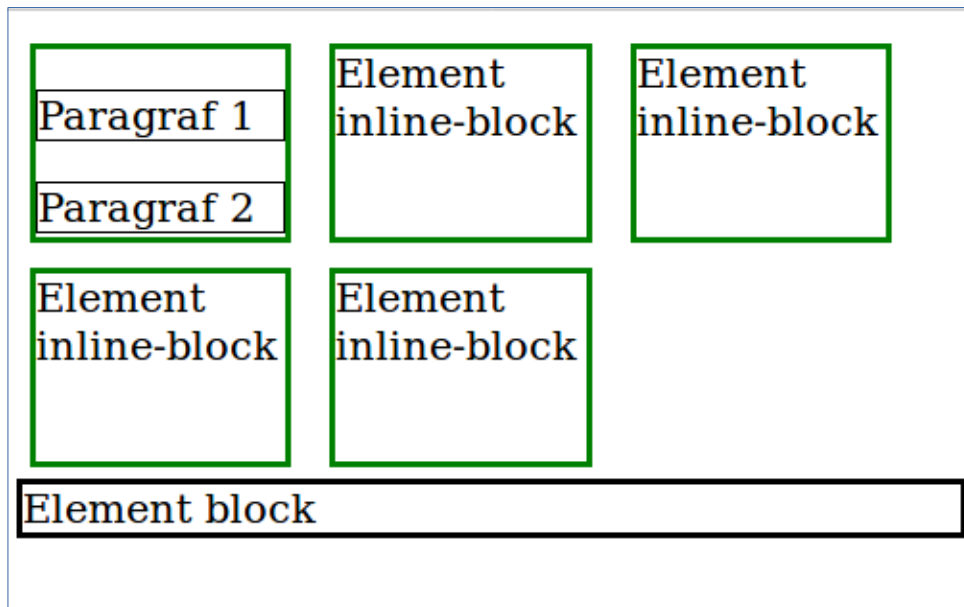 Paragraf 1
Paragraf 2
Element
inline-block
Element
inline-block
Element
inline-block
Element
inline-block
Element block